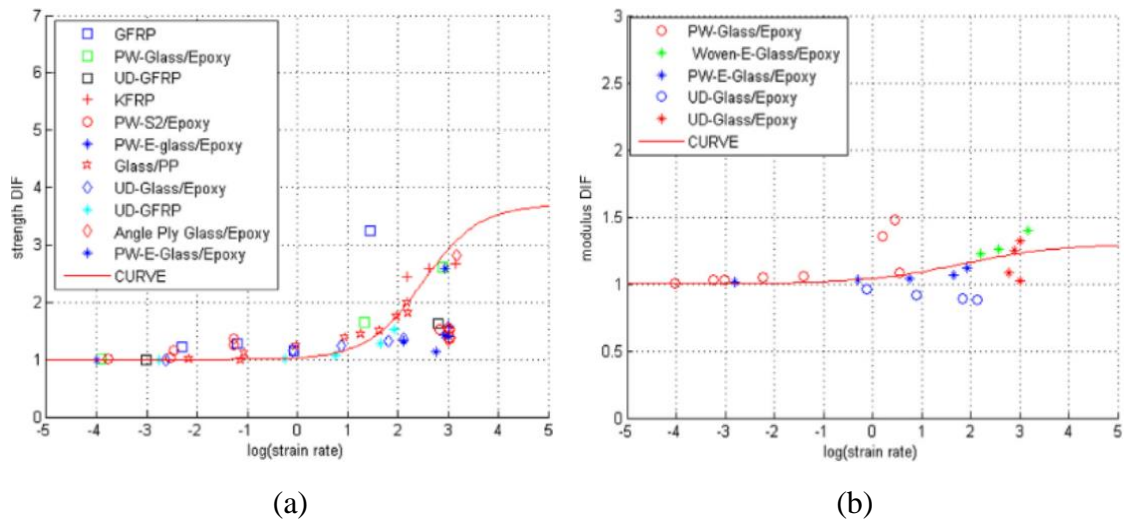 7
6
5
4
3
2
1
0
strength DIF
GFRP
PW-Glass/Epoxy
UD-GFRP
KFRP
PW-S2/Epoxy
PW-E-glass/Epoxy
Glass/PP
UD-Glass/Epoxy
UD-GFRP
Angle Ply Glass/Epoxy
PW-E-Glass/Epoxy
CURVE
-5 -4 -3 -2 -1 0 1 2 3 4 5
log(strain rate)
(a)
3
2.5
2
1.5
1
0.5
0
modulus DIF
PW-Glass/Epoxy
Woven-E-Glass/Epoxy
PW-E-Glass/Epoxy
UD-Glass/Epoxy
UD-Glass/Epoxy
CURVE
-5 -4 -3 -2 -1 0 1 2 3 4 5
log(strain rate)
(b)